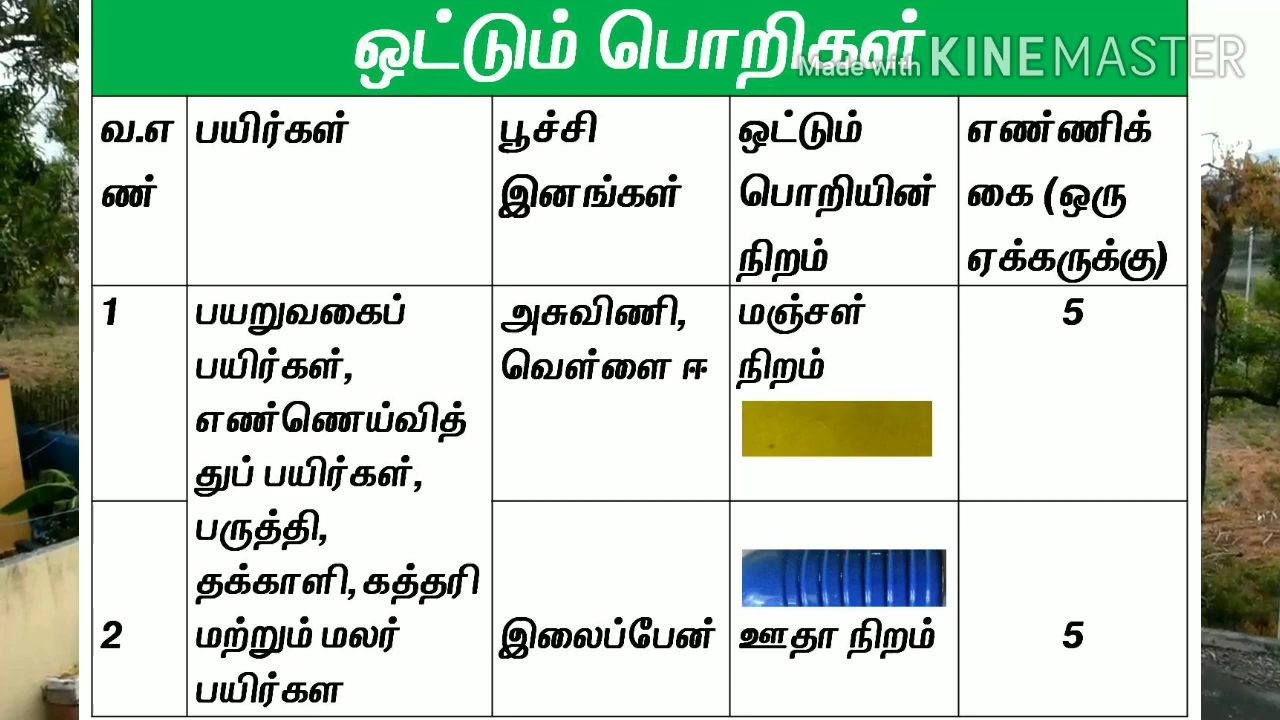 ஒட்டும் பொறிகள்
Made with KINEMASTER
வ.எ
ண்
பயிர்கள்
பூச்சி
இனங்கள்
ஒட்டும்
பொறியின்
நிறம்
எண்ணிக்
கை (ஒரு
ஏக்கருக்கு)
1
பயறுவகைப்
பயிர்கள்,
எண்ணெய்வித்
துப் பயிர்கள்,
பருத்தி,
தக்காளி, கத்தரி
மற்றும் மலர்
பயிர்கள
அசுவிணி,
வெள்ளை ஈ
மஞ்சள்
நிறம்
5
2
இலைப்பேன்
ஊதா நிறம்
5